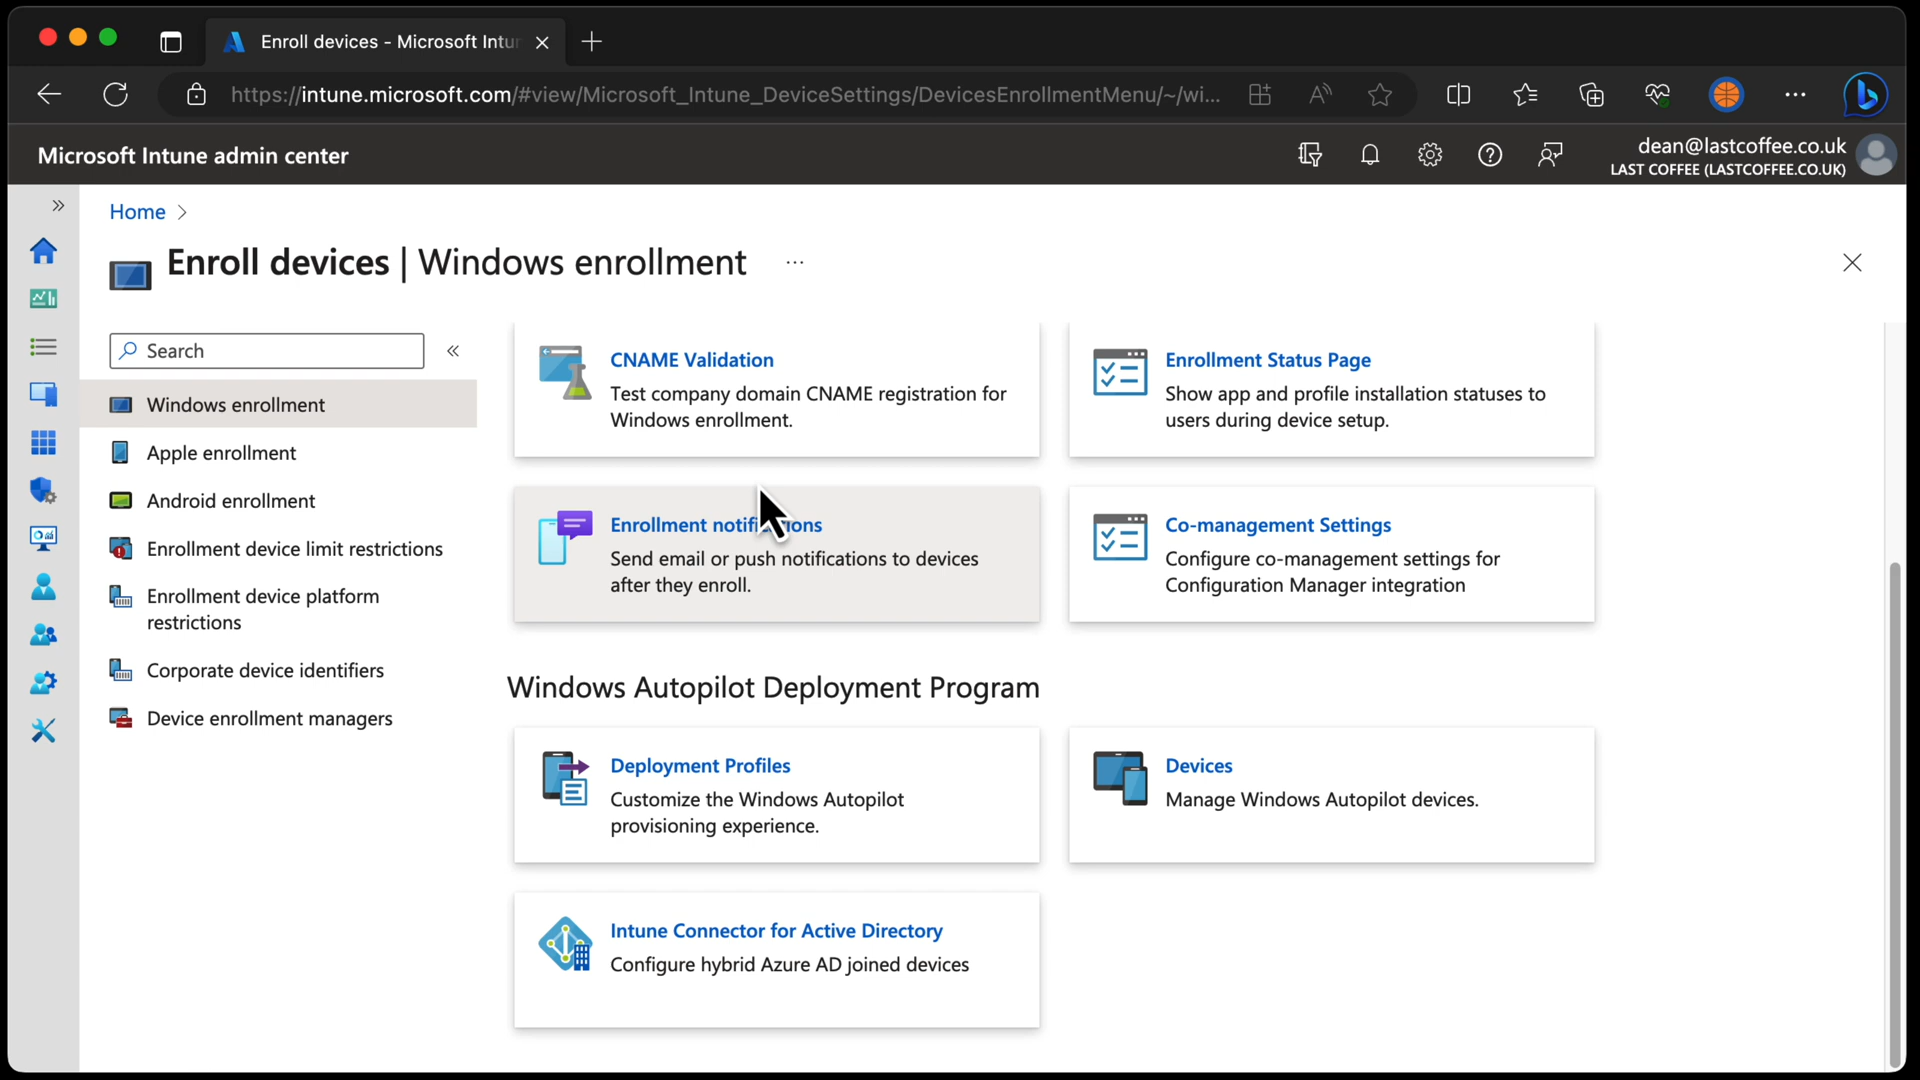 Enroll devices - Microsoft Intu
https://intune.microsoft.com/#view/Microsoft_Intune_DeviceSettings/DevicesEnrollmentMenu/~/wi...
Microsoft Intune admin center
dean@lastcoffee.co.uk
LAST COFFEE (LASTCOFFEE.CO.UK)
Home >
Enroll devices | Windows enrollment ...
Search
Windows enrollment
Apple enrollment
Android enrollment
Enrollment device limit restrictions
Enrollment device platform
restrictions
Corporate device identifiers
Device enrollment managers
CNAME Validation
Test company domain CNAME registration for
Windows enrollment.
Enrollment Status Page
Show app and profile installation statuses to
users during device setup.
Enrollment notifications
Send email or push notifications to devices
after they enroll.
Co-management Settings
Configure co-management settings for
Configuration Manager integration
Windows Autopilot Deployment Program
Deployment Profiles
Customize the Windows Autopilot
provisioning experience.
Devices
Manage Windows Autopilot devices.
Intune Connector for Active Directory
Configure hybrid Azure AD joined devices